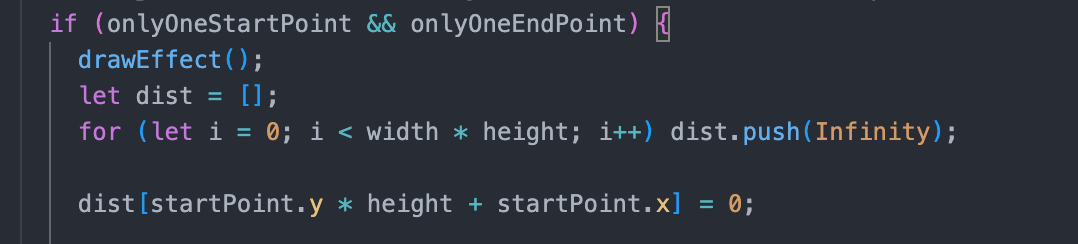 if (onlyOneStartPoint && onlyOneEndPoint) {
drawEffect();
let dist = [];
for (let i = 0; i < width * height; i++) dist.push(Infinity);
dist[startPoint.y * height + startPoint.x] = 0;